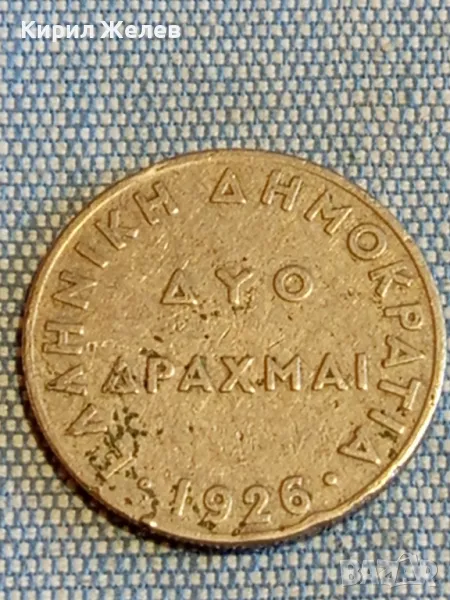 Кирил Желев
ΕΛΛΗΝΙΚΗ ΔΗΜΟΚΡΑΤΙΑ
ΔΥΟ
ΔΡΑΧΜΑΙ
· 1926 ·